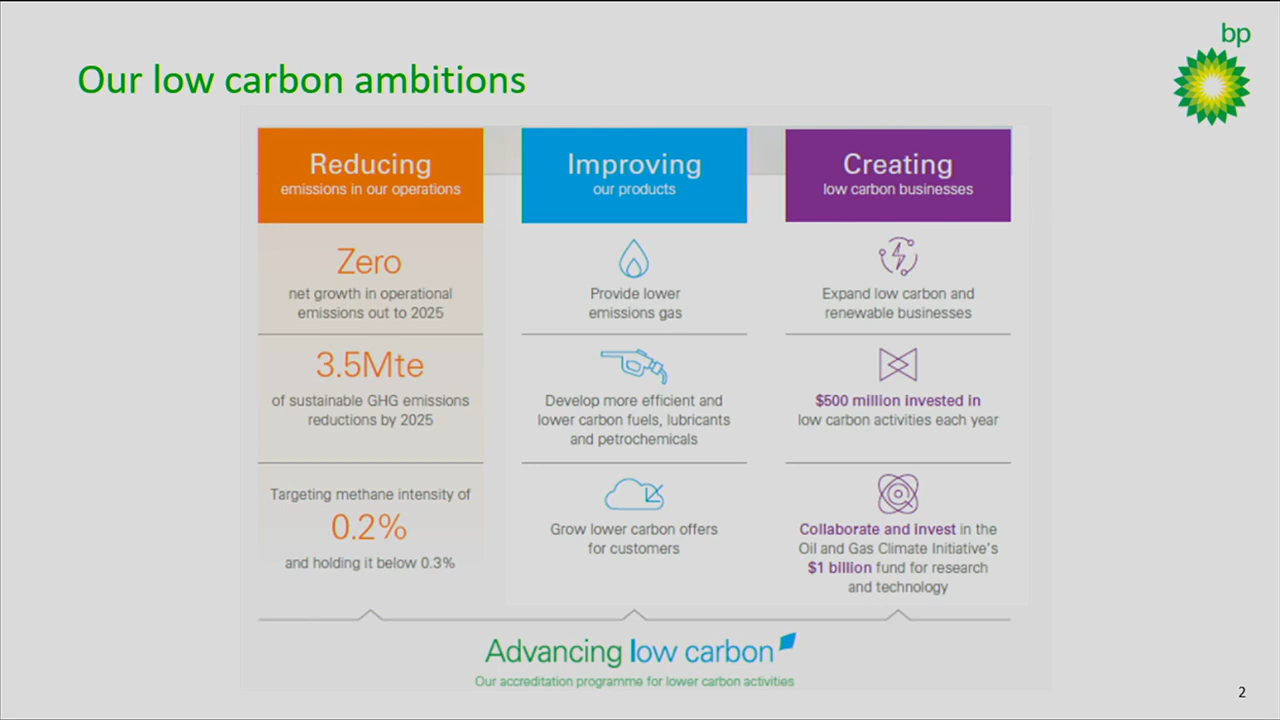 bp
Our low carbon ambitions
Reducing
emissions in our operations
Zero
net growth in operational
emissions out to 2025
3.5Mte
of sustainable GHG emissions
reductions by 2025
Targeting methane intensity of
0.2%
and holding it below 0.3%
Improving
our products
Provide lower
emissions gas
Develop more efficient and
lower carbon fuels, lubricants
and petrochemicals
Grow lower carbon offers
for customers
Creating
low carbon businesses
Expand low carbon and
renewable businesses
$500 million invested in
low carbon activities each year
Collaborate and invest in the
Oil and Gas Climate Initiative's
$1 billion fund for research
and technology
Advancing low carbon
Our accreditation programme for lower carbon activities
2